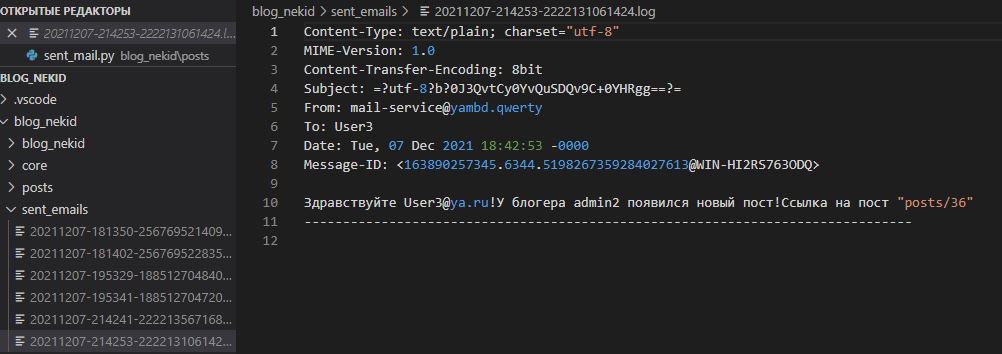 ОТКРЫТЫЕ РЕДАКТОРЫ
20211207-214253-2222131061424.l...
sent_mail.py blog_nekid\posts
BLOG_NEKID
.vscode
blog_nekid
blog_nekid
core
posts
sent_emails
20211207-181350-256769521409...
20211207-181402-256769522835...
20211207-195329-188512704840...
20211207-195341-188512704720...
20211207-214241-222213567168...
20211207-214253-222213106142...
blog_nekid > sent_emails > 20211207-214253-2222131061424.log
1 Content-Type: text/plain; charset="utf-8"
2 MIME-Version: 1.0
3 Content-Transfer-Encoding: 8bit
4 Subject: =?utf-8?b?0J3QvtCy0YvQuSDQv9C+0YHRgg==?=
5 From: mail-service@yambd.qwerty
6 To: User3
7 Date: Tue, 07 Dec 2021 18:42:53 -0000
8 Message-ID: <163890257345.6344.5198267359284027613@WIN-HI2RS763ODQ>
9
10 Здравствуйте User3@ya.ru!У блогера admin2 появился новый пост!Ссылка на пост "posts/36"
11 -------------------------------------------------------------------------------
12